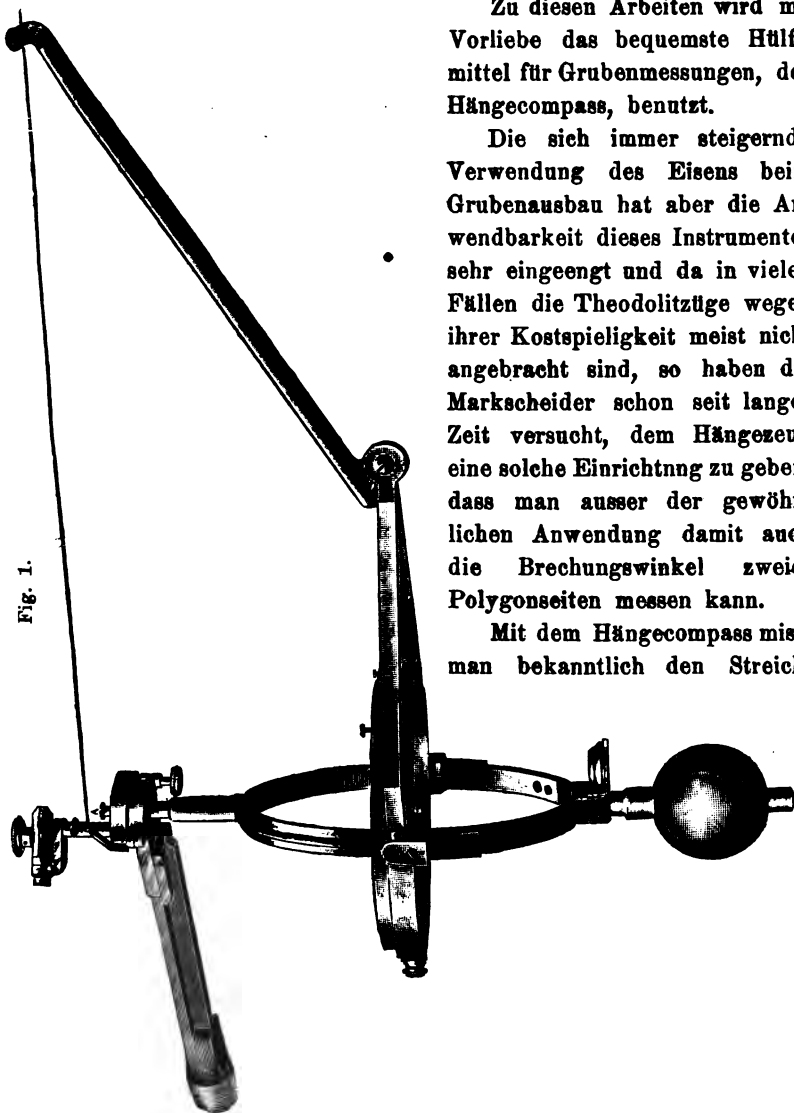 Zu diesen Arbeiten wird m
Vorliebe das bequemste Hülf
mittel für Grubenmessungen, de
Hängecompass, benutzt.
Die sich immer steigernd
Verwendung des Eisens bei
Grubenausbau hat aber die An
wendbarkeit dieses Instrumente
sehr eingeengt und da in viele
Fällen die Theodolitzüge wege
ihrer Kostspieligkeit meist nich
angebracht sind, so haben di
Markscheider schon seit lange
Zeit versucht, dem Hängezeu
eine solche Einrichtnng zu geben
dass man ausser der gewöhn
lichen Anwendung damit auc
die Brechungswinkel zweie
Polygonseiten messen kann.
Mit dem Hängecompass mis
man bekanntlich den Streich
Fig. 1.